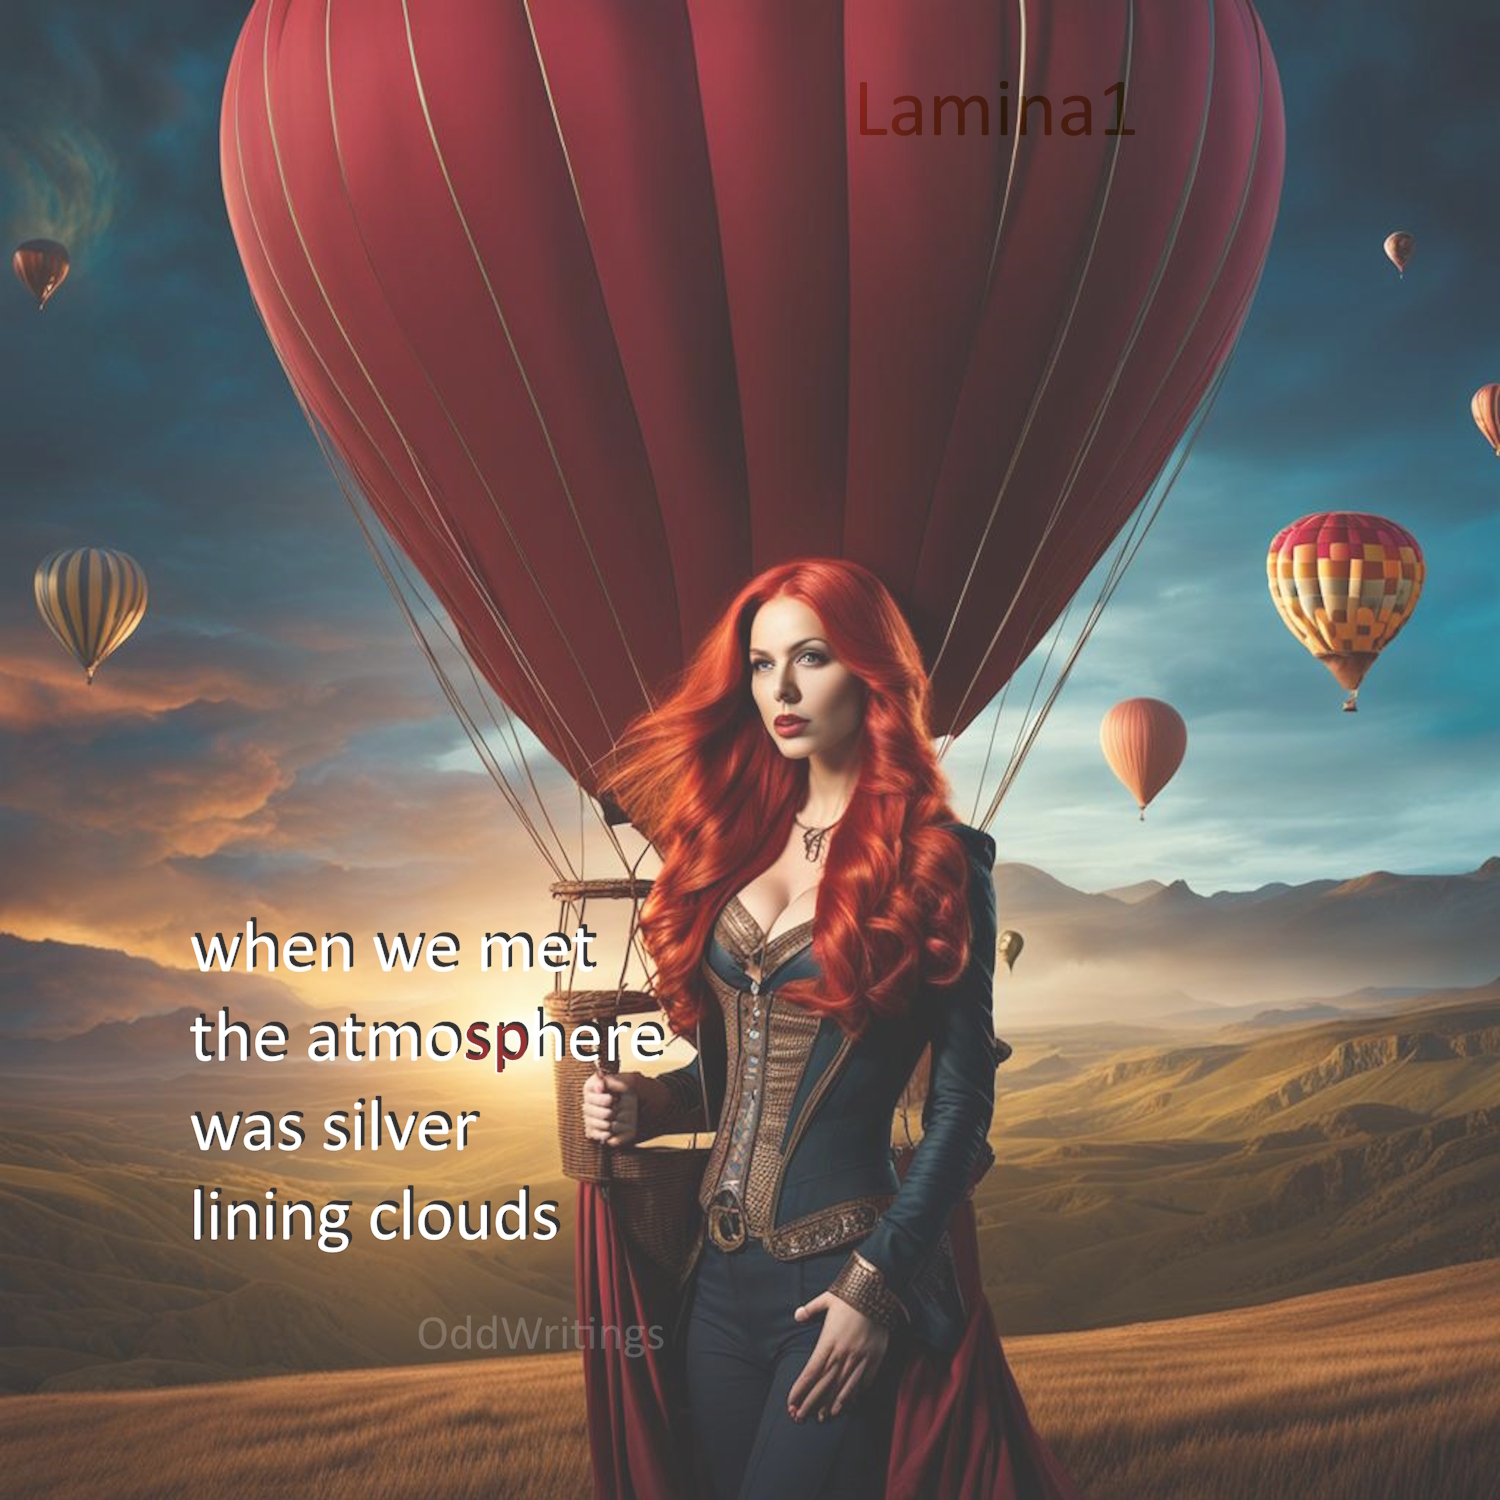 Lamina1
when we met
the atmosphere
was silver
lining clouds
OddWritings